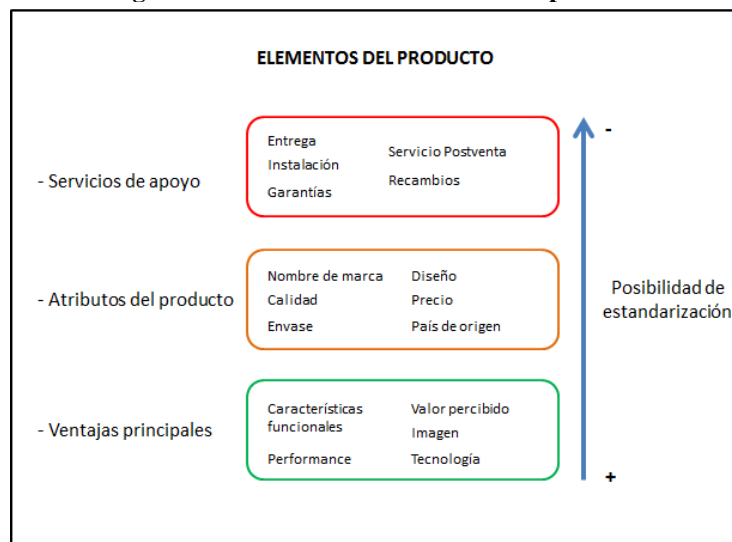 ELEMENTOS DEL PRODUCTO
- Servicios de apoyo
Entrega
Instalación
Garantías
Servicio Postventa
Recambios
-
- Atributos del producto
Nombre de marca
Calidad
Envase
Diseño
Precio
País de origen
Posibilidad de
estandarización
- Ventajas principales
Características
funcionales
Performance
Valor percibido
Imagen
Tecnología
+